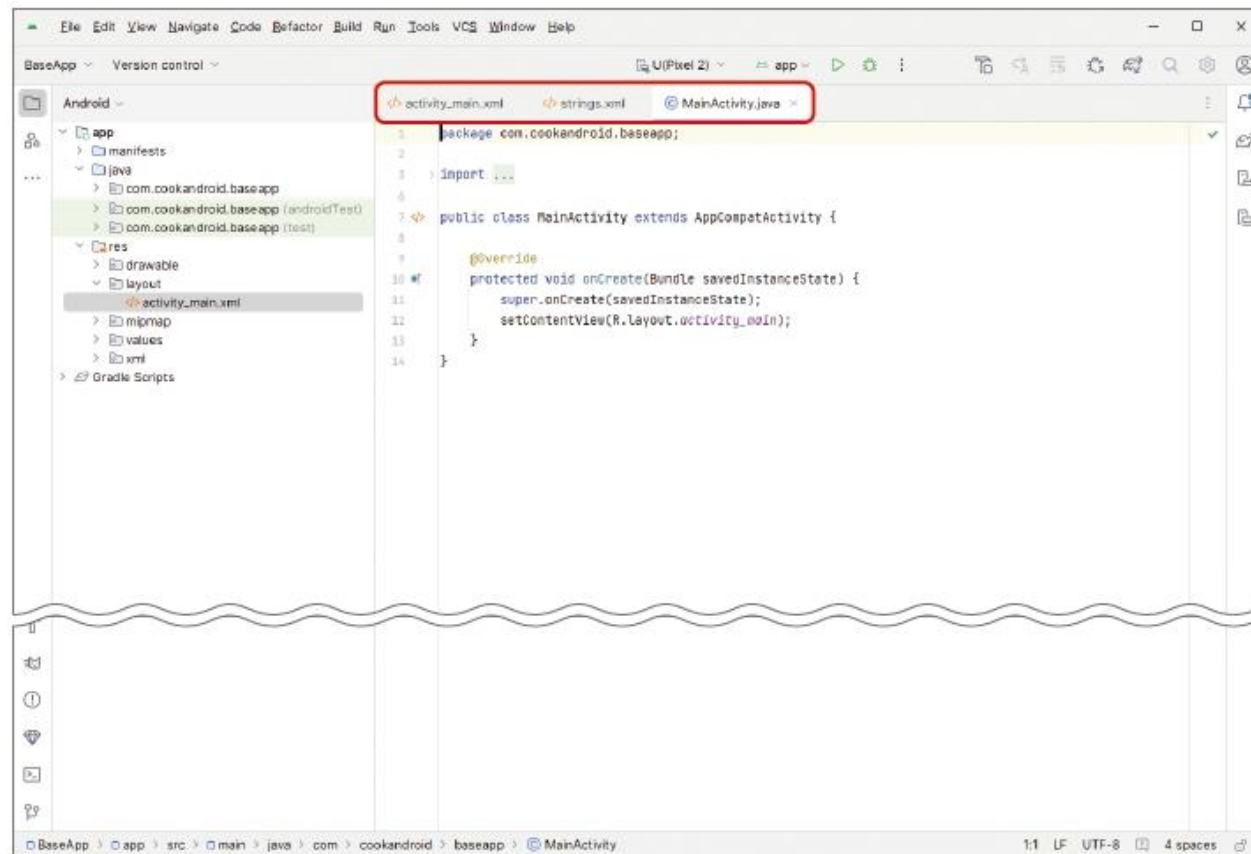 File Edit View Navigate Code Refactor Build Run Tools VCS Window Help
BaseApp Version control U(Pixel 2) app
Android
activity_main.xml strings.xml MainActivity.java
app
manifests
java
com.cookandroid.baseapp
com.cookandroid.baseapp (androidTest)
com.cookandroid.baseapp (test)
res
drawable
layout
activity_main.xml
mipmap
values
xml
Gradle Scripts
1 package com.cookandroid.baseapp;
2
3 import ...
6
7 public class MainActivity extends AppCompatActivity {
8
9 @Override
10 protected void onCreate(Bundle savedInstanceState) {
11 super.onCreate(savedInstanceState);
12 setContentView(R.layout.activity_main);
13 }
14 }
BaseApp > app > src > main > java > com > cookandroid > baseapp > MainActivity 1:1 LF UTF-8 4 spaces